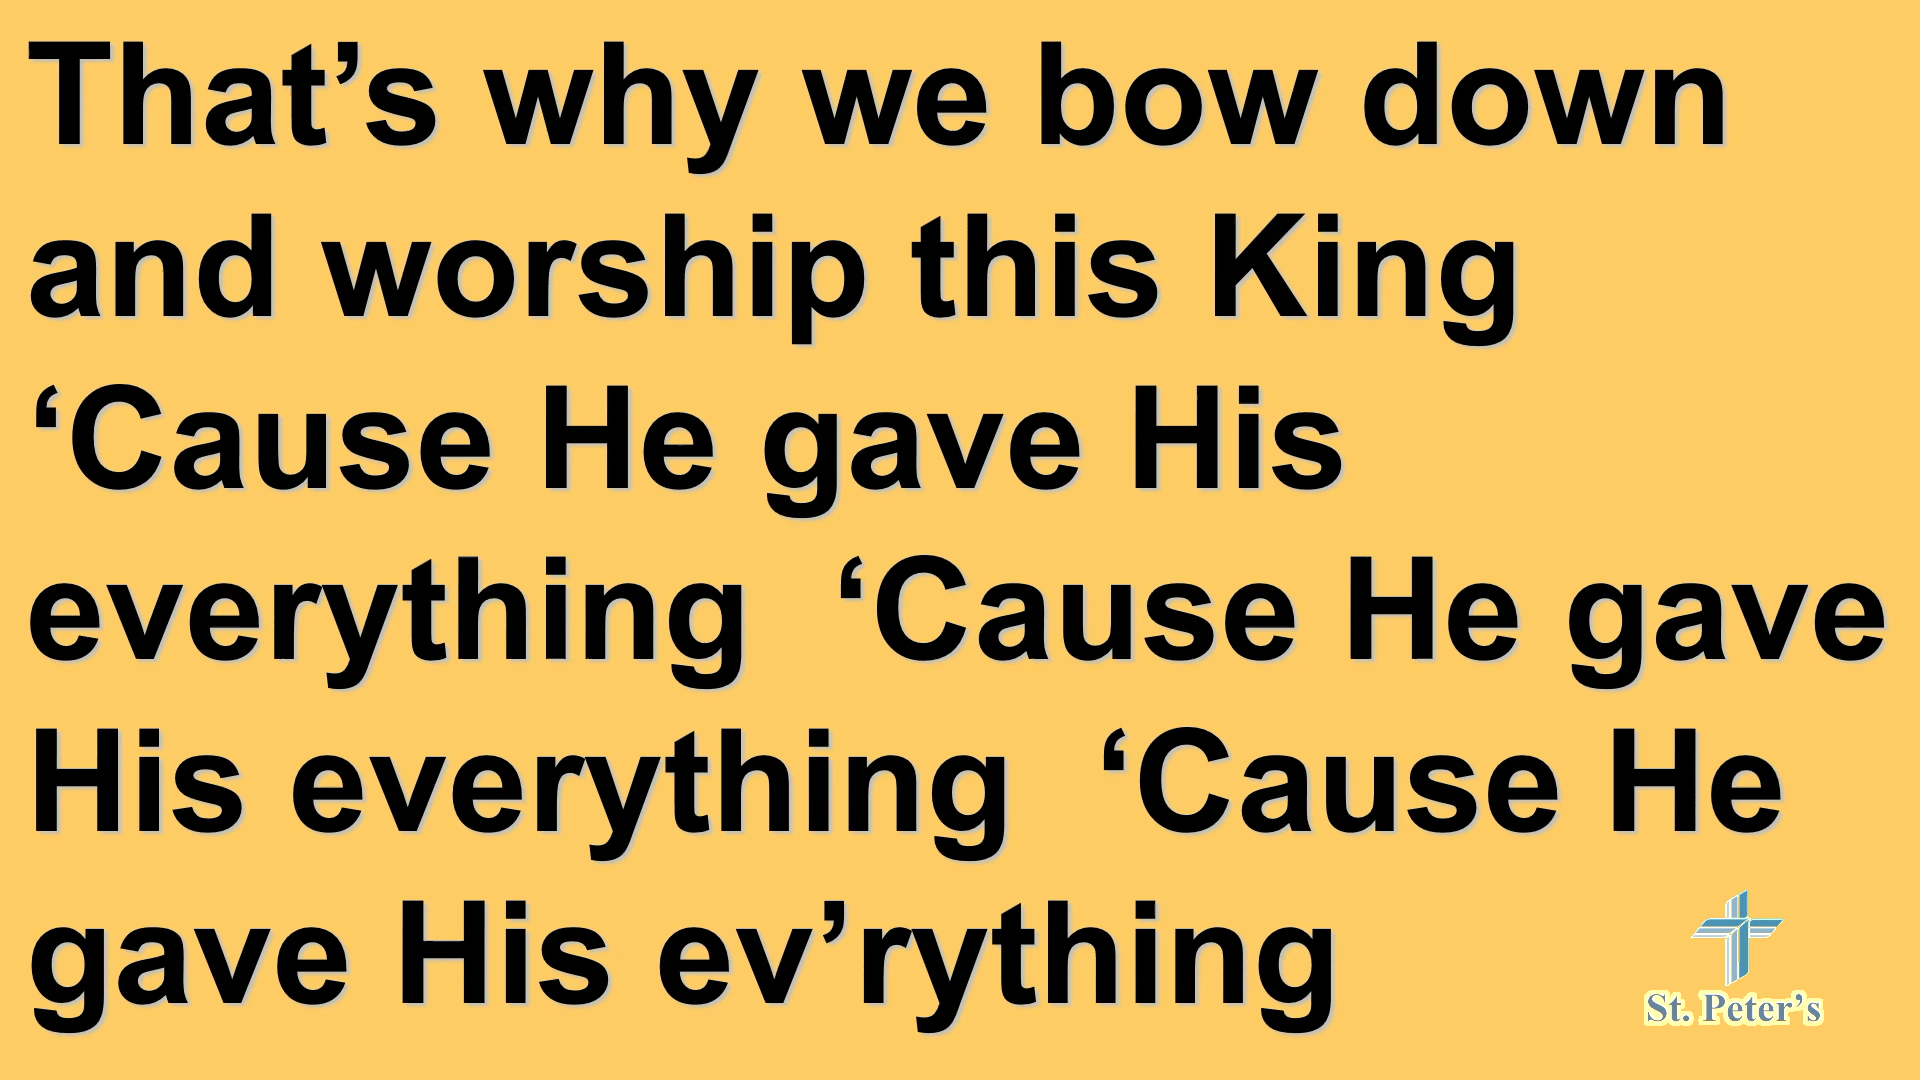 That’s why we bow down
and worship this King
‘Cause He gave His
everything  ‘Cause He gave
His everything  ‘Cause He
gave His ev’rything
St. Peter’s